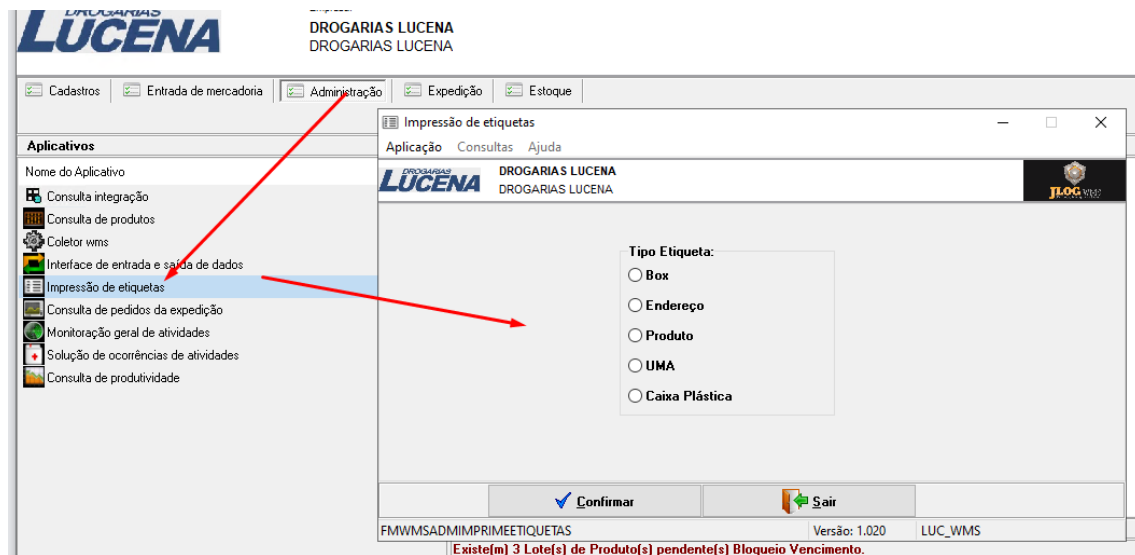 DROGARIAS
LUCENA
DROGARIAS LUCENA
DROGARIAS LUCENA
Cadastros Entrada de mercadoria Administração Expedição Estoque
Aplicativos
Nome do Aplicativo
Consulta integração
Consulta de produtos
Coletor wms
Interface de entrada e saída de dados
Impressão de etiquetas
Consulta de pedidos da expedição
Monitoração geral de atividades
Solução de ocorrências de atividades
Consulta de produtividade
Impressão de etiquetas
Aplicação Consultas Ajuda
DROGARIAS
LUCENA
DROGARIAS LUCENA
DROGARIAS LUCENA
JLOG WMS
Tipo Etiqueta:
Box
Endereço
Produto
UMA
Caixa Plástica
Confirmar Sair
FMWMSADMIMPRIMEETIQUETAS Versão: 1.020 LUC_WMS
Existe(m) 3 Lote(s) de Produto(s) pendente(s) Bloqueio Vencimento.